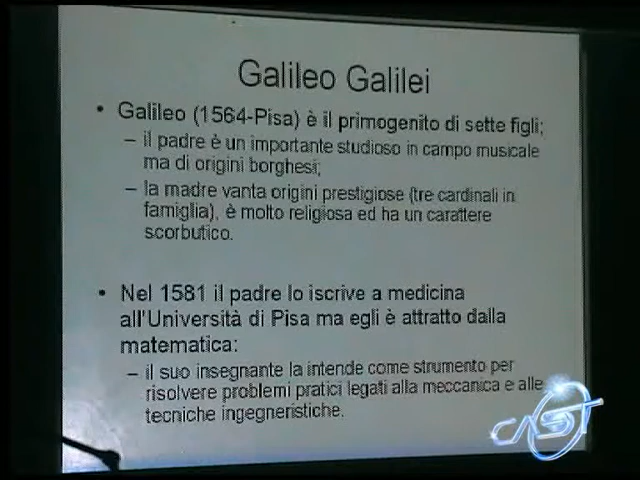 Galileo Galilei
• Galileo (1564-Pisa) è il primogenito di sette figli;
– il padre è un importante studioso in campo musicale
ma di origini borghesi;
– la madre vanta origini prestigiose (tre cardinali in
famiglia), è molto religiosa ed ha un carattere
scorbutico.
• Nel 1581 il padre lo iscrive a medicina
all'Università di Pisa ma egli è attratto dalla
matematica:
– il suo insegnante la intende come strumento per
risolvere problemi pratici legati alla meccanica e alle
tecniche ingegneristiche.
CAST